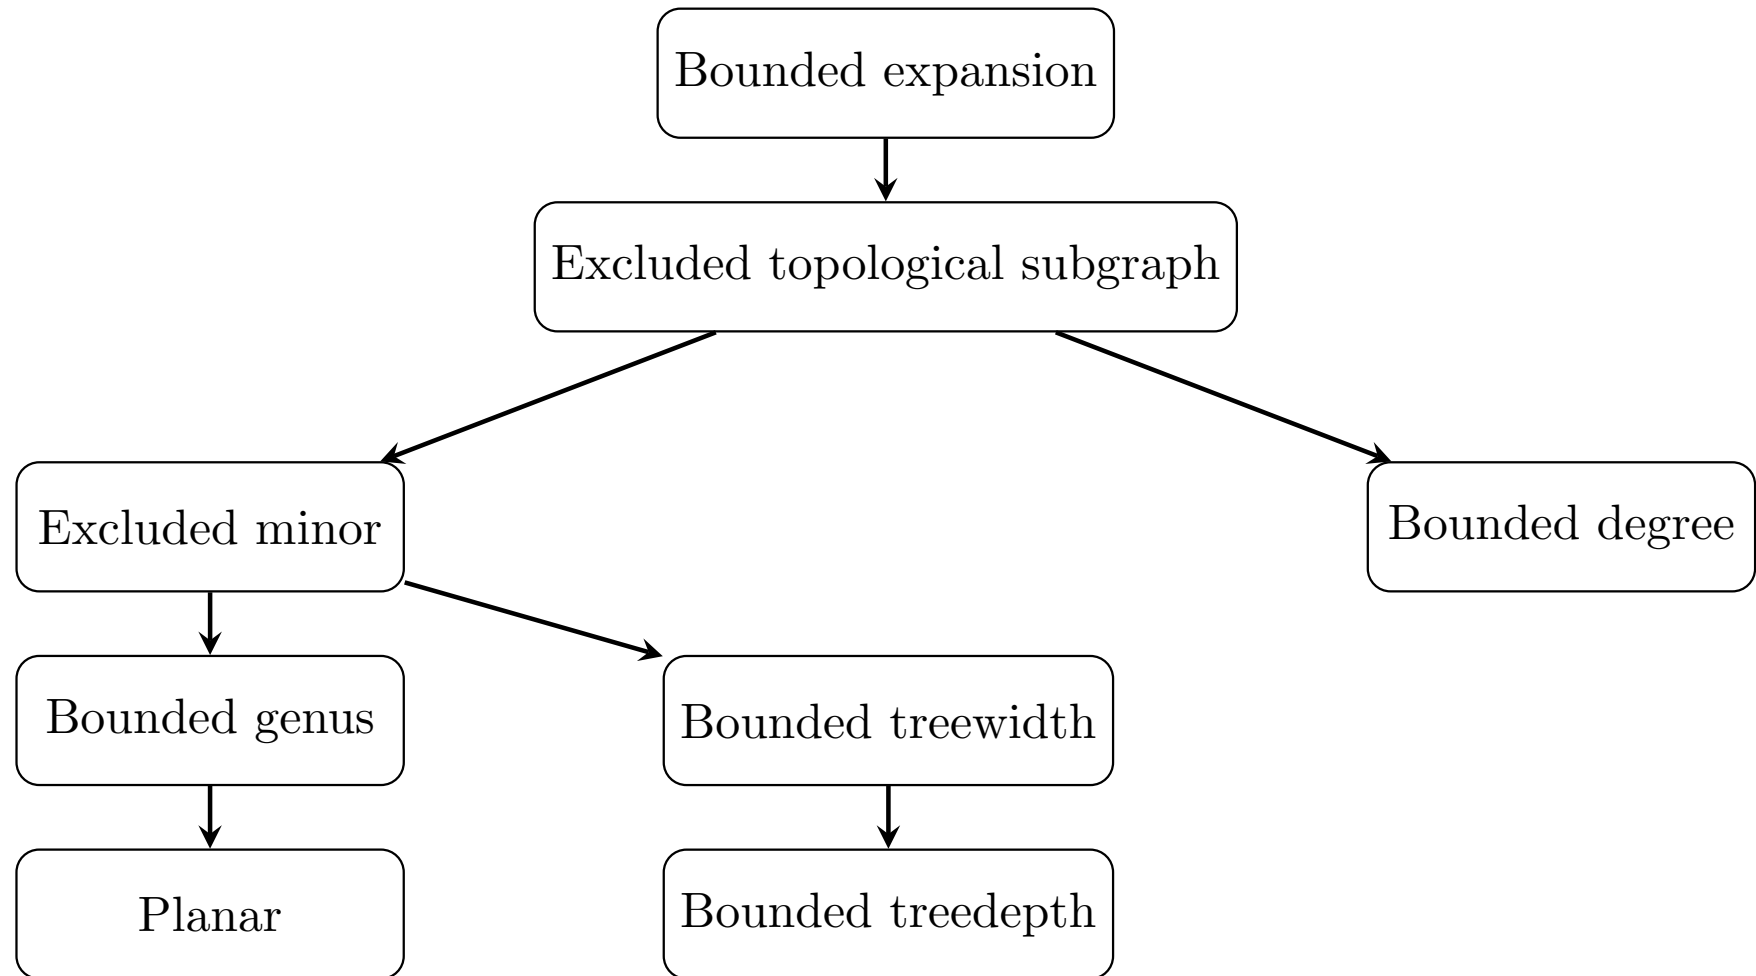 Bounded expansion
Excluded topological subgraph
Excluded minor
Bounded degree
Bounded genus
Bounded treewidth
Planar
Bounded treedepth